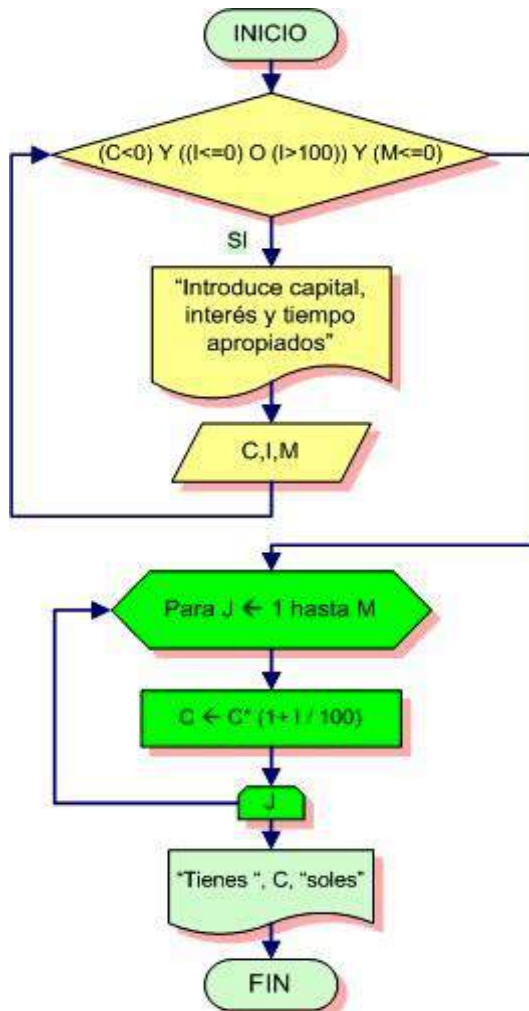 INICIO
(C<0) Y ((I<=0) O (I>100)) Y (M<=0)
SI
“Introduce capital,
interés y tiempo
apropiados”
C,I,M
Para J ← 1 hasta M
C ← C* (1+ I / 100)
J
“Tienes “, C, “soles”
FIN